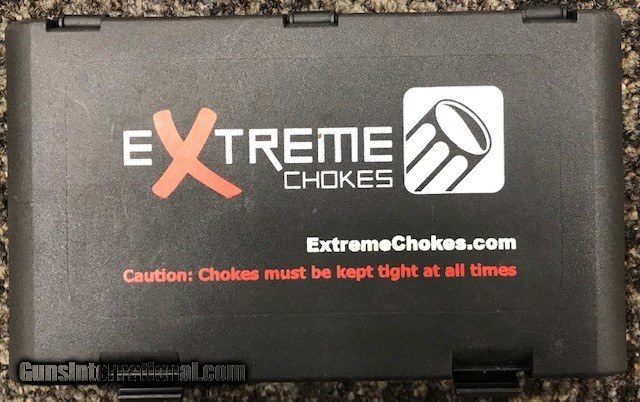 EXTREME
CHOKES
ExtremeChokes.com
Caution: Chokes must be kept tight at all times
GunsInternational.com